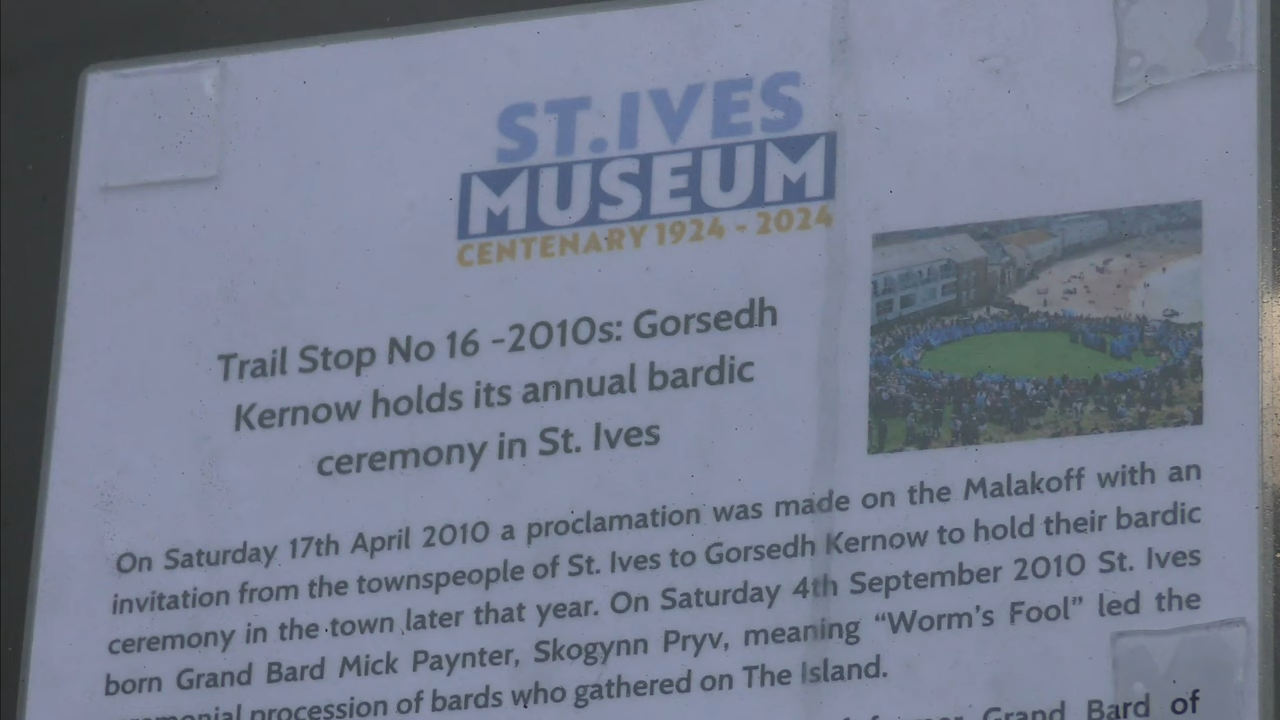 ST.IVES
MUSEUM
CENTENARY 1924 - 2024
Trail Stop No 16 -2010s: Gorsedh
Kernow holds its annual bardic
ceremony in St. Ives
On Saturday 17th April 2010 a proclamation was made on the Malakoff with an
invitation from the townspeople of St. Ives to Gorsedh Kernow to hold their bardic
ceremony in the town later that year. On Saturday 4th September 2010 St. Ives
born Grand Bard Mick Paynter, Skogynn Pryv, meaning “Worm’s Fool” led the
procession of bards who gathered on The Island.
Grand Bard of